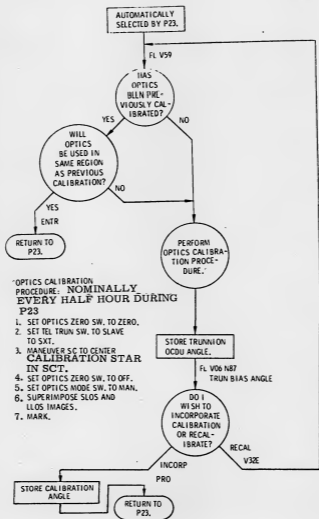 AUTOMATICALLY
SELECTED BY P23.
FL V59
HAS
OPTICS
BEEN PRE-
VIOUSLY CAL-
IBRATED?
YES
NO
WILL
OPTICS
BE USED IN
SAME REGION
AS PREVIOUS
CALIBRATION?
NO
YES
ENTR
RETURN TO
P23.
PERFORM
OPTICS CALIBRA-
TION PROCE-
DURE.*
*OPTICS CALIBRATION
PROCEDURE: NOMINALLY
EVERY HALF HOUR DURING
P23
1. SET OPTICS ZERO SW. TO ZERO.
2. SET TEL TRUN SW. TO SLAVE
TO SXT.
3. MANEUVER SC TO CENTER
CALIBRATION STAR
IN SCT.
4. SET OPTICS ZERO SW. TO OFF.
5. SET OPTICS MODE SW. TO MAN.
6. SUPERIMPOSE SLOS AND
LLOS IMAGES.
7. MARK.
STORE TRUNNION
OCDU ANGLE.
FL V06 N87
TRUN BIAS ANGLE
DO I
WISH TO
INCORPORATE
CALIBRATION
OR RECAL-
IBRATE?
RECAL
V32E
INCORP
PRO
STORE CALIBRATION
ANGLE
RETURN TO
P23.